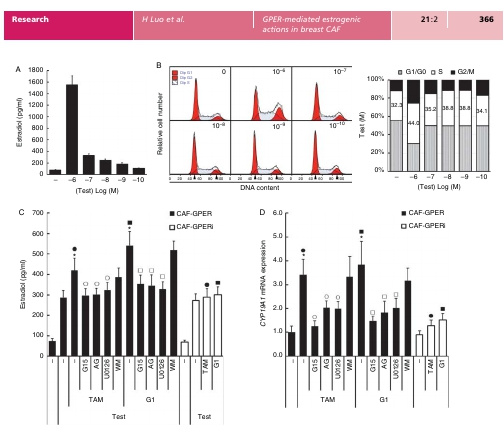 Research
H Luo et al.
GPER-mediated estrogenic
actions in breast CAF
21:2
366
A
Estradiol (pg/ml)
1800
1600
1400
1200
1000
800
600
400
200
0
– –6 –7 –8 –9 –10
(Test) Log (M)
B
Relative cell number
Dip G1
Dip G2
Dip S
0 10⁻⁶ 10⁻⁷
10⁻⁸ 10⁻⁹ 10⁻¹⁰
DNA content
G1/G0 S G2/M
Test (M)
100%
80%
60%
40%
20%
0%
32.3 44.0 35.2 38.8 38.8 34.1
– –6 –7 –8 –9 –10
(Test) Log (M)
C
Estradiol (pg/ml)
700
600
500
400
300
200
100
0
CAF-GPER
CAF-GPERi
– – – G15 AG U0126 WM – G15 AG U0126 WM – – TAM G1
TAM G1
Test Test
D
CYP19A1 mRNA expression
6.0
5.0
4.0
3.0
2.0
1.0
0.0
CAF-GPER
CAF-GPERi
– – G15 AG U0126 WM – G15 AG U0126 WM – TAM G1
TAM G1